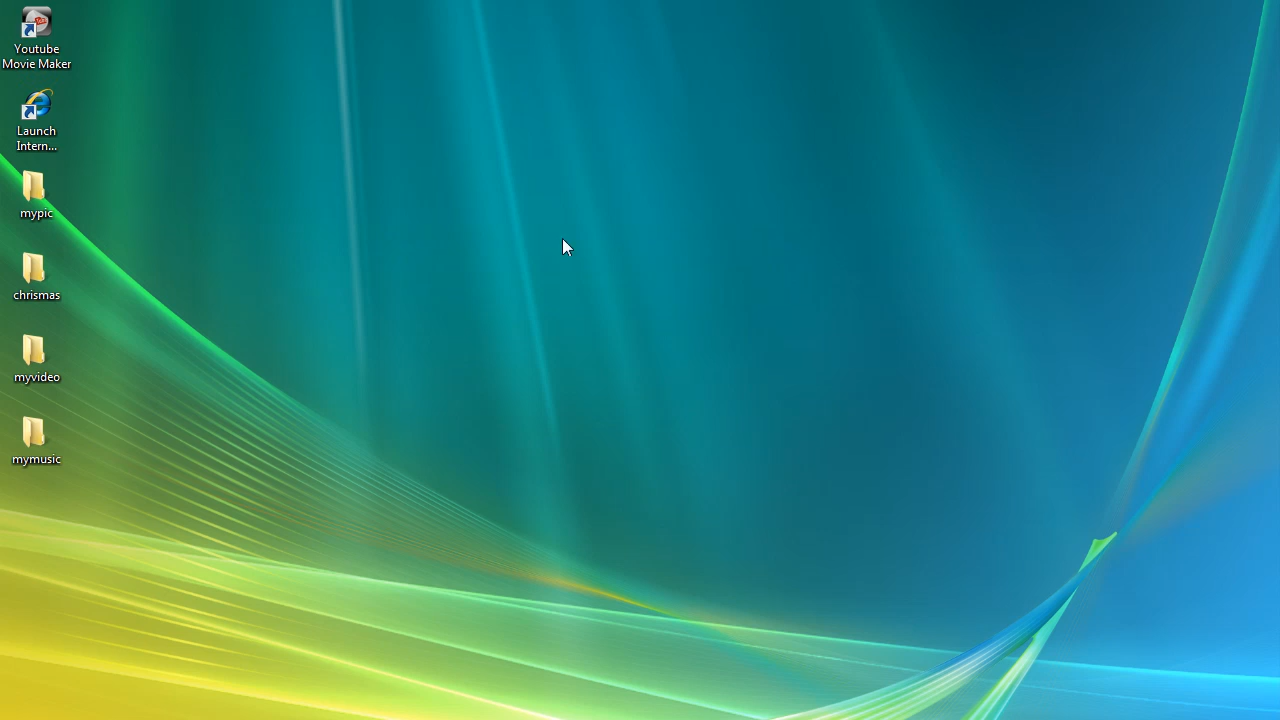 Youtube
Movie Maker
Launch
Intern...
mypic
chrismas
myvideo
mymusic